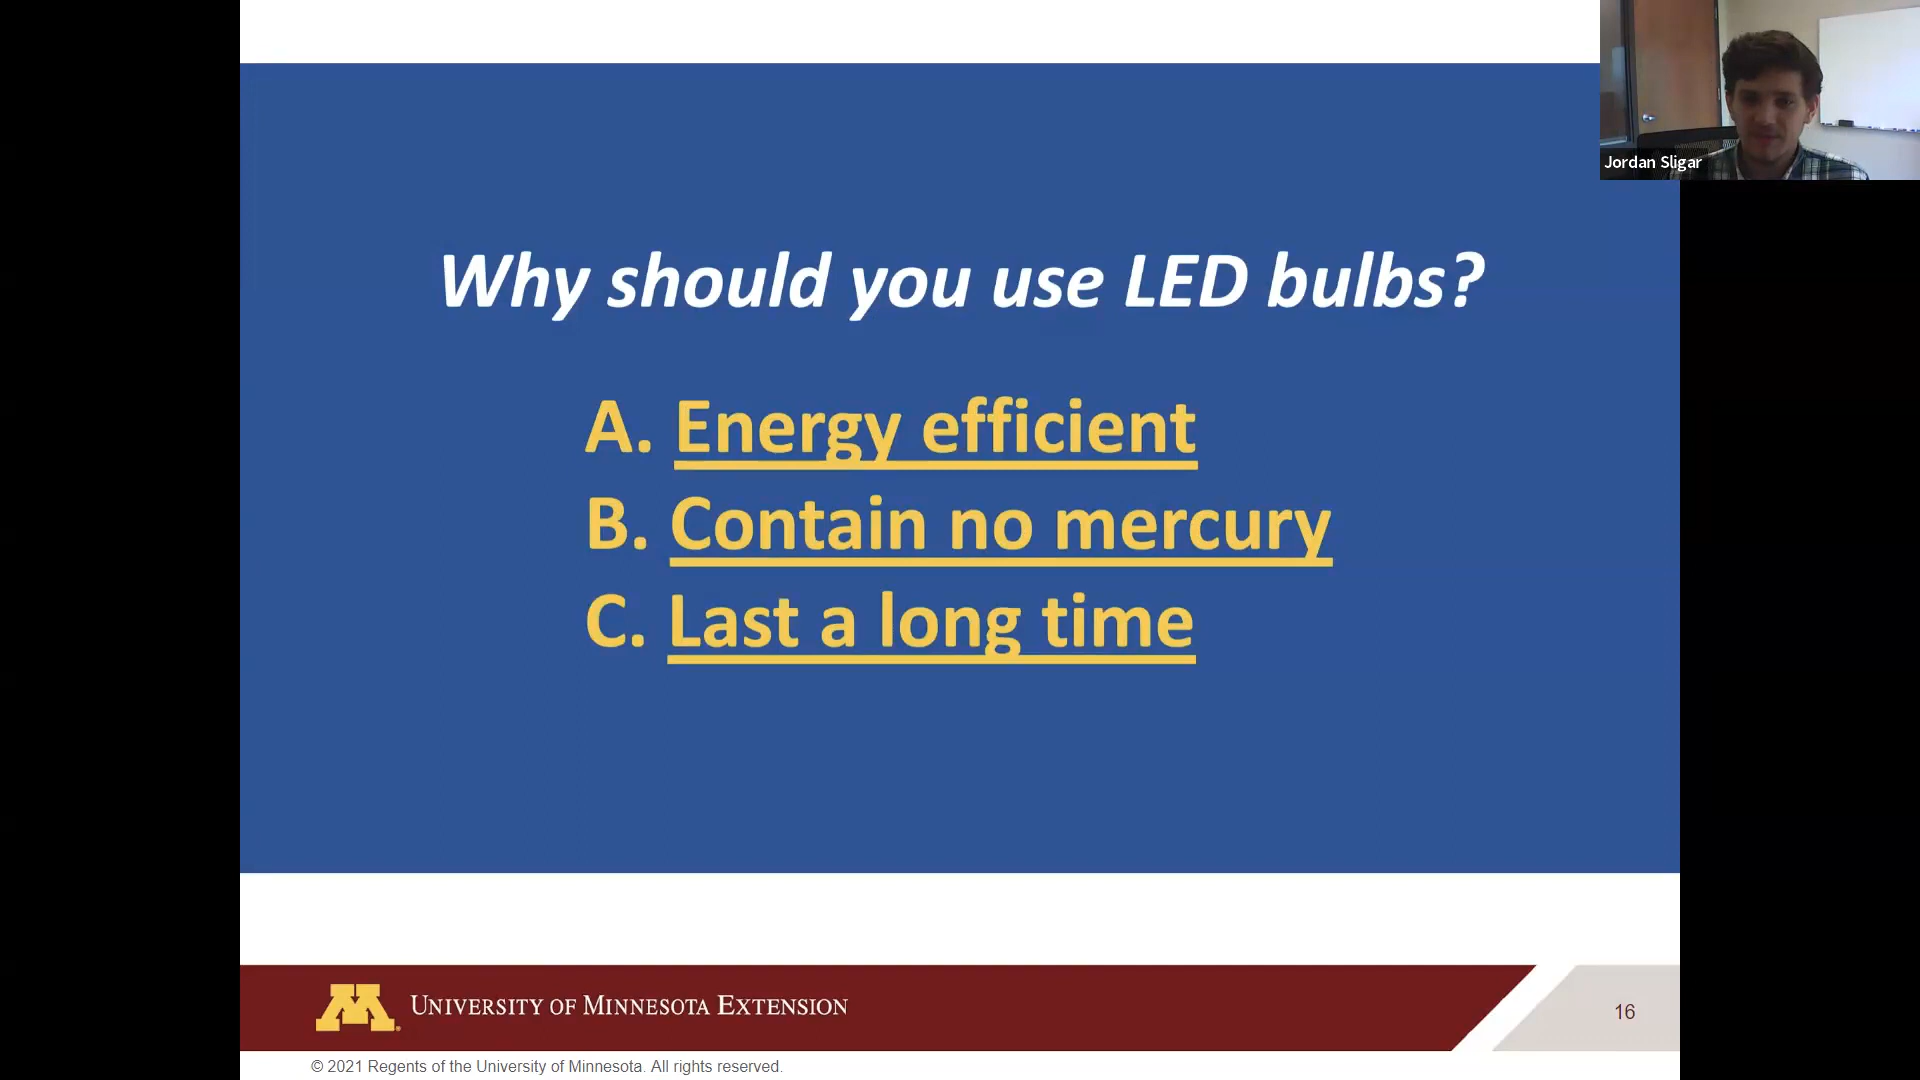 Jordan Sligar
Why should you use LED bulbs?
A. Energy efficient
B. Contain no mercury
C. Last a long time
M
UNIVERSITY OF MINNESOTA EXTENSION
16
© 2021 Regents of the University of Minnesota. All rights reserved.